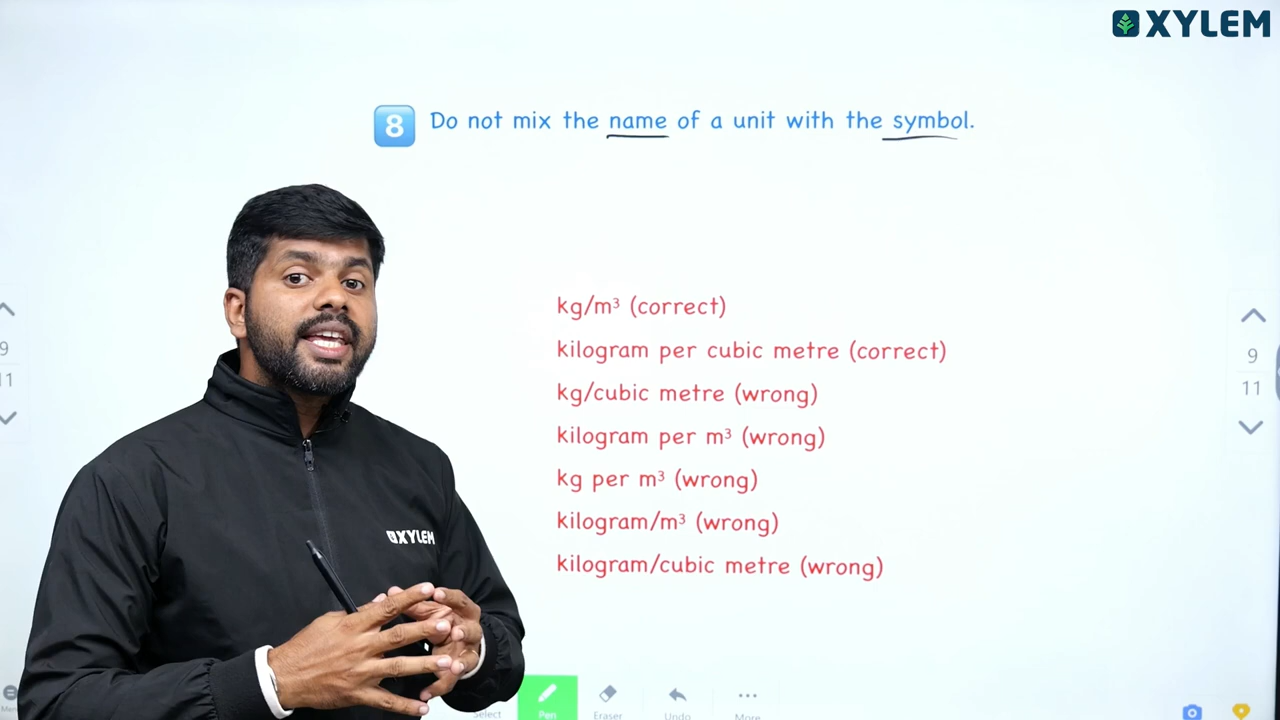 XYLEM
8 Do not mix the name of a unit with the symbol.
kg/m³ (correct)
kilogram per cubic metre (correct)
kg/cubic metre (wrong)
kilogram per m³ (wrong)
kg per m³ (wrong)
kilogram/m³ (wrong)
kilogram/cubic metre (wrong)
9
11
9
11
XYLEM
Select
Pen
Eraser
Undo
More